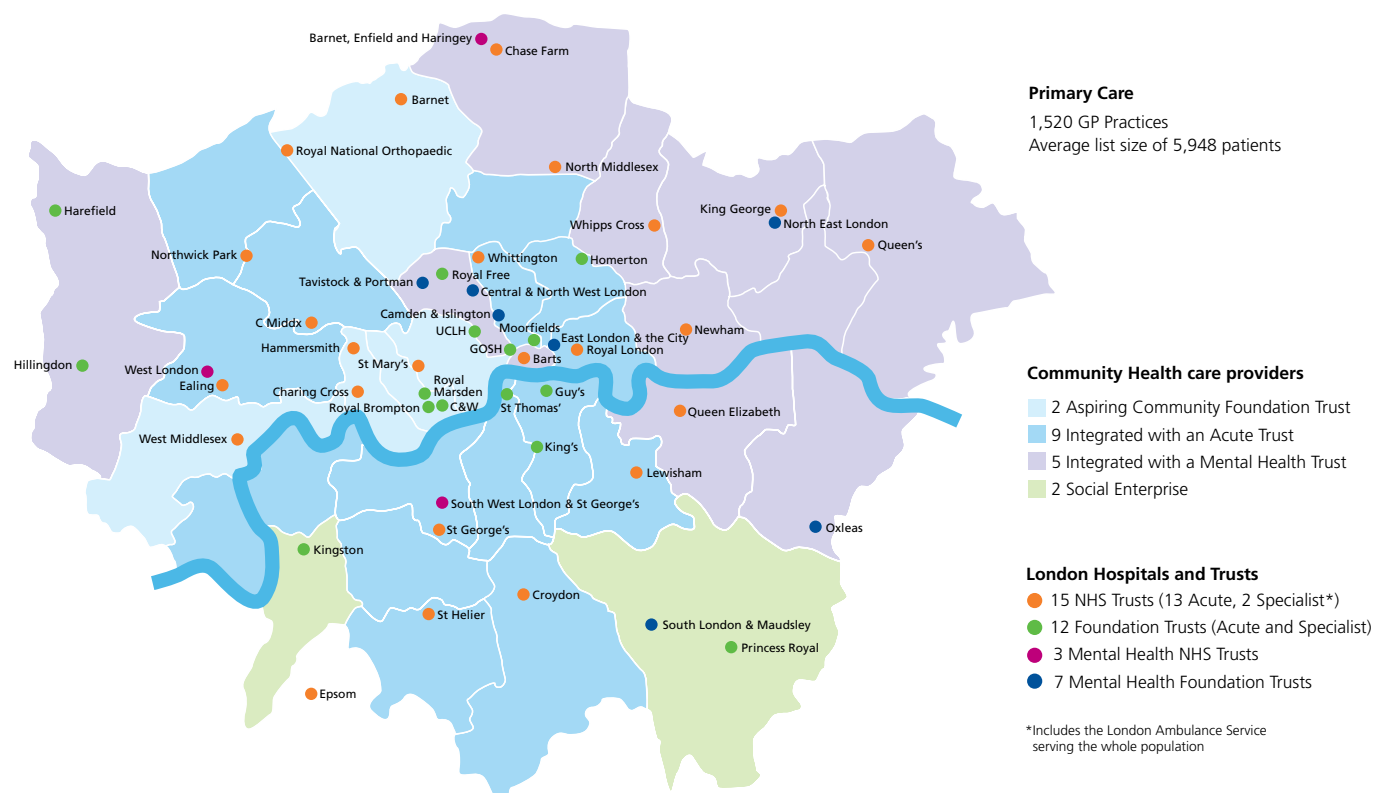 Barnet, Enfield and Haringey
Chase Farm
Barnet
Royal National Orthopaedic
North Middlesex
Harefield
King George
North East London
Whipps Cross
Queen's
Northwick Park
Whittington
Homerton
Tavistock & Portman
Royal Free
Central & North West London
Camden & Islington
C Middx
UCLH
Moorfields
East London & the City
Newham
Hammersmith
GOSH
Royal London
Barts
St Mary's
Hillingdon
West London
Ealing
Charing Cross
Royal
Marsden
Royal Brompton
C&W
St Thomas'
Guy's
Queen Elizabeth
West Middlesex
King's
Lewisham
South West London & St George's
St George's
Oxleas
Kingston
Croydon
St Helier
South London & Maudsley
Princess Royal
Epsom
Primary Care
1,520 GP Practices
Average list size of 5,948 patients
Community Health care providers
2 Aspiring Community Foundation Trust
9 Integrated with an Acute Trust
5 Integrated with a Mental Health Trust
2 Social Enterprise
London Hospitals and Trusts
15 NHS Trusts (13 Acute, 2 Specialist*)
12 Foundation Trusts (Acute and Specialist)
3 Mental Health NHS Trusts
7 Mental Health Foundation Trusts
*Includes the London Ambulance Service
serving the whole population